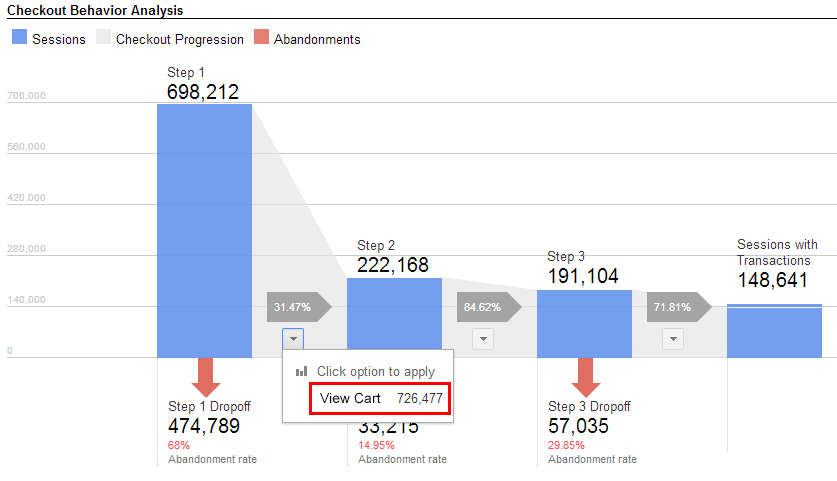 Checkout Behavior Analysis
Sessions Checkout Progression Abandonments
Step 1
698,212
700,000
560,000
420,000
280,000
140,000
0
Step 2
222,168
Step 3
191,104
Sessions with
Transactions
148,641
31.47%
84.62%
71.81%
Click option to apply
View Cart 726,477
Step 1 Dropoff
474,789
68%
Abandonment rate
33,215
14.95%
Abandonment rate
Step 3 Dropoff
57,035
29.85%
Abandonment rate